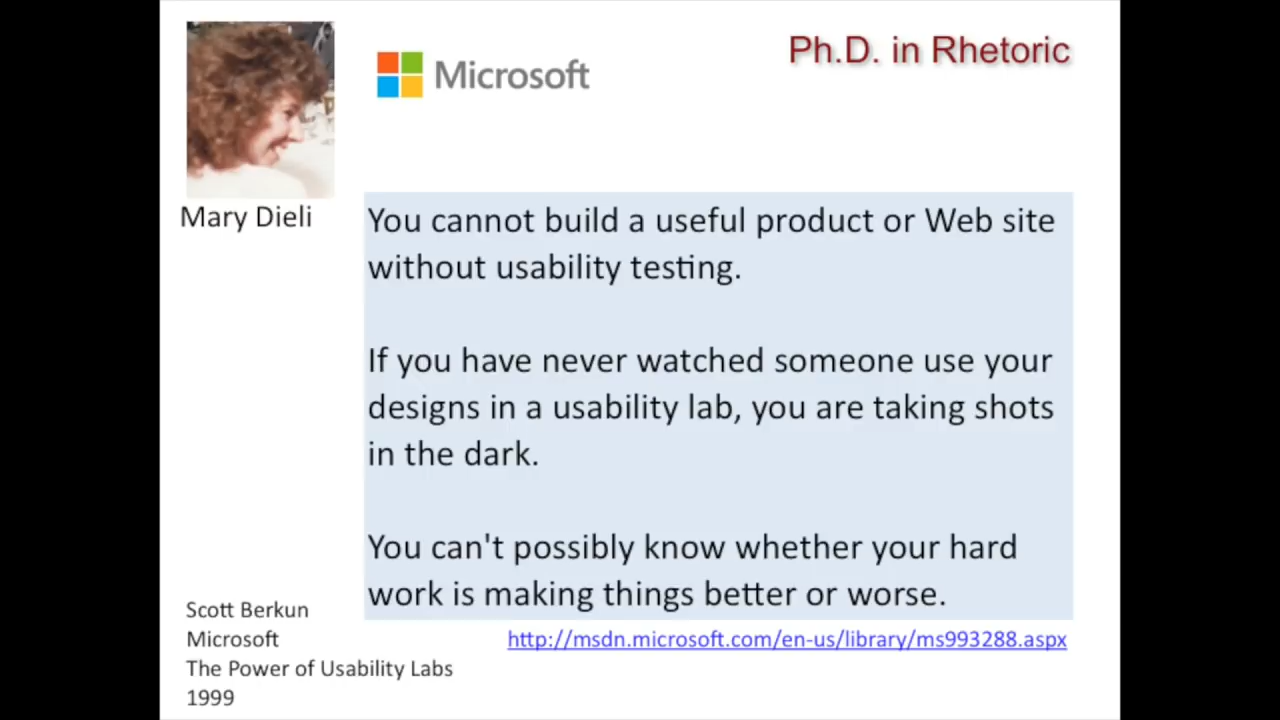 Ph.D. in Rhetoric
Microsoft
Mary Dieli
You cannot build a useful product or Web site
without usability testing.
If you have never watched someone use your
designs in a usability lab, you are taking shots
in the dark.
You can't possibly know whether your hard
work is making things better or worse.
Scott Berkun
Microsoft
The Power of Usability Labs
1999
http://msdn.microsoft.com/en-us/library/ms993288.aspx